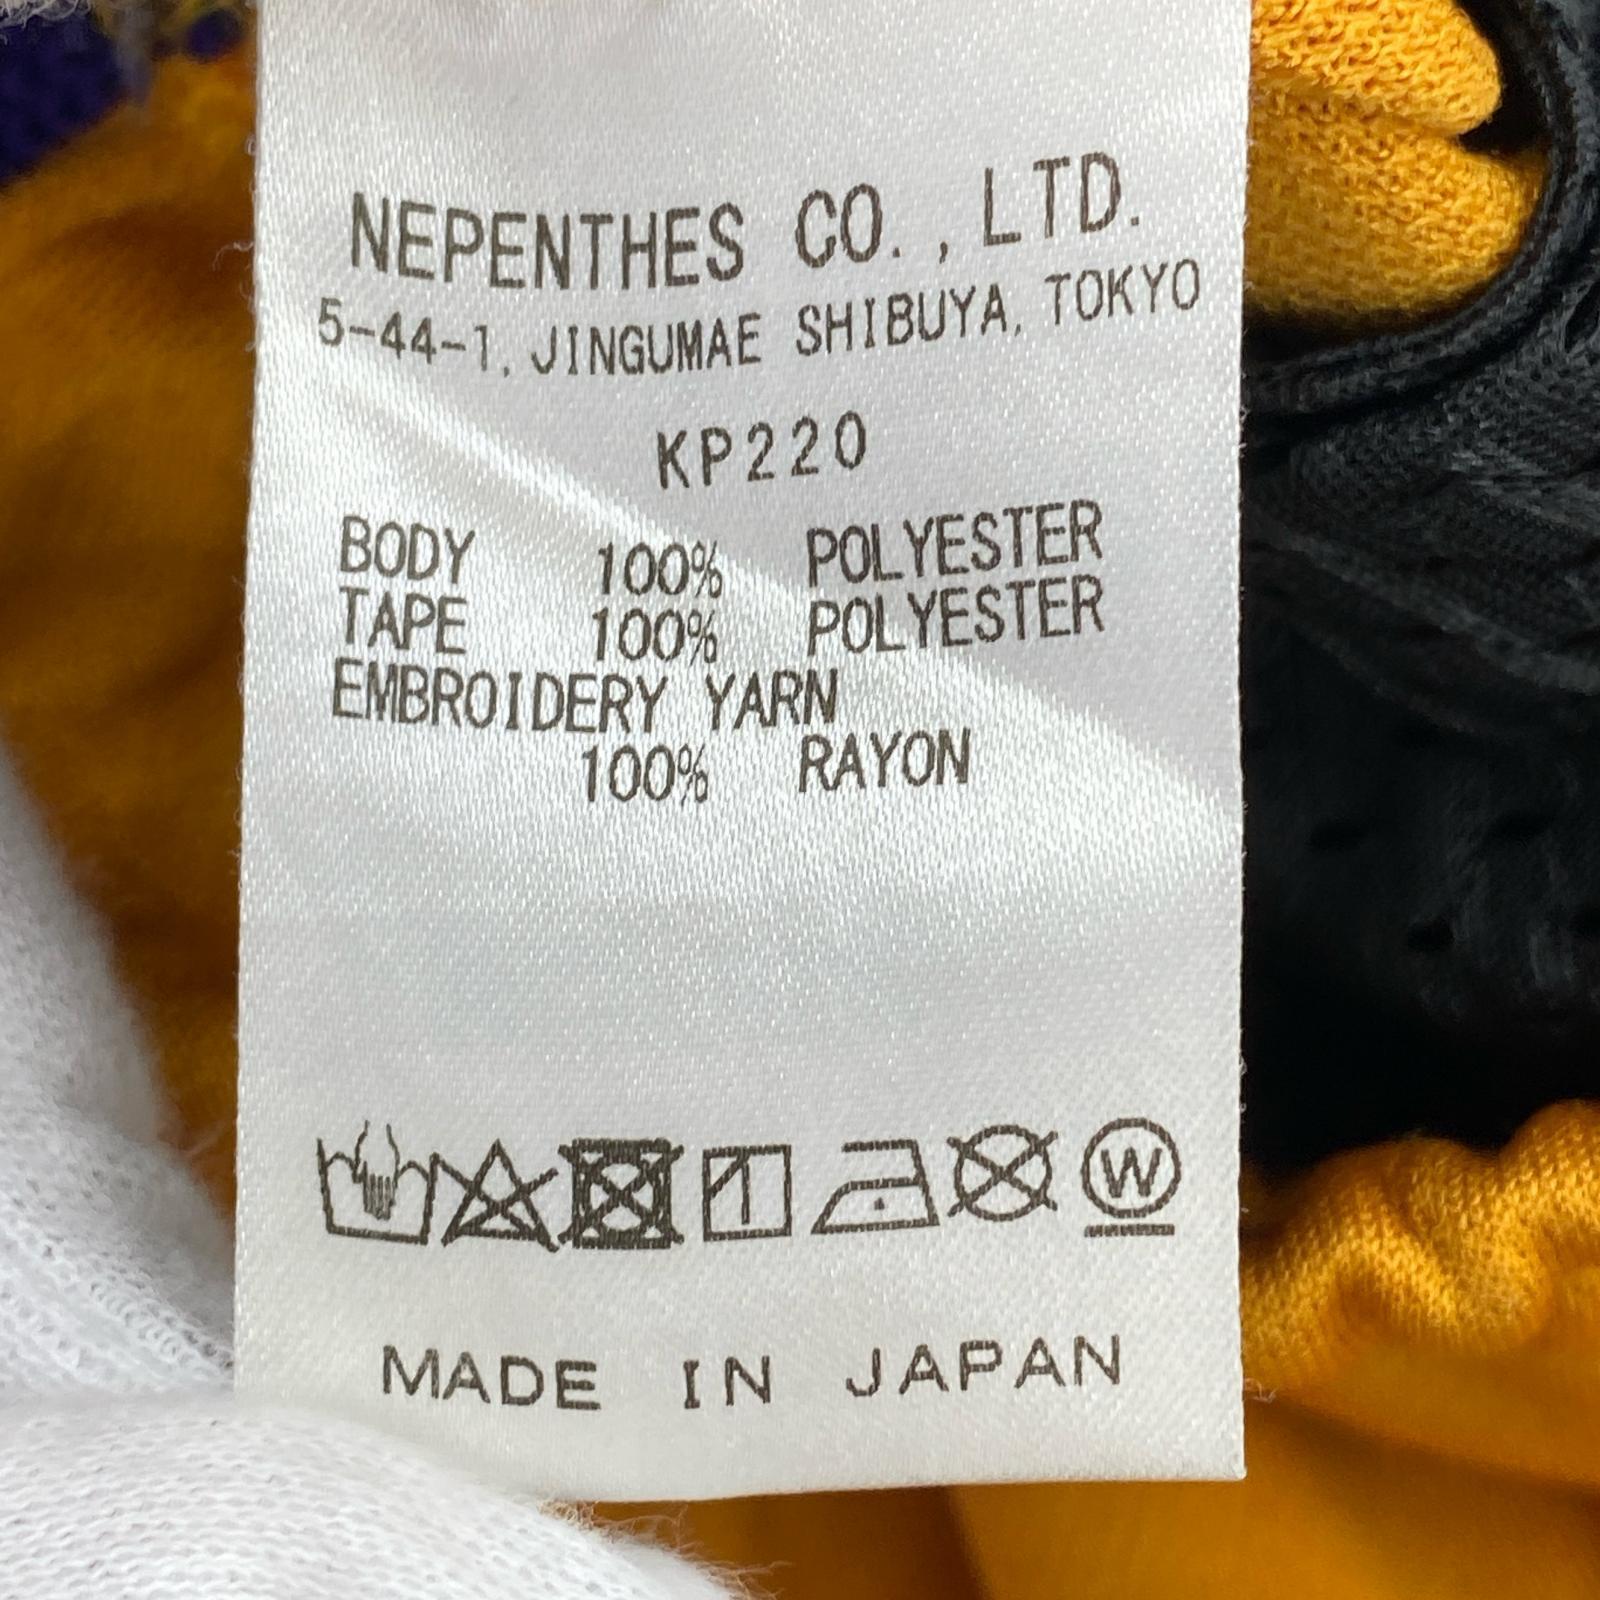 NEPENTHES CO., LTD.
5-44-1, JINGUMAE SHIBUYA, TOKYO
KP220
BODY 100% POLYESTER
TAPE 100% POLYESTER
EMBROIDERY YARN
100% RAYON
W
MADE IN JAPAN